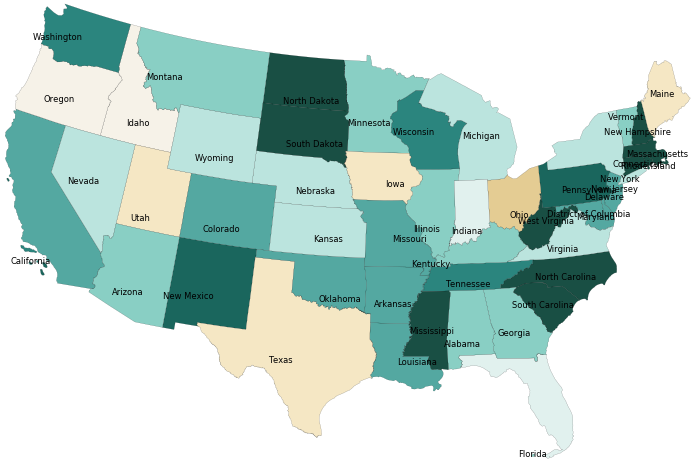 Washington
Maine
Montana
Oregon
North Dakota
Vermont
Idaho
Minnesota
Wisconsin
New Hampshire
Michigan
South Dakota
Massachusetts
Wyoming
Connecticut
Rhode Island
Nevada
Iowa
New York
Nebraska
New Jersey
Pennsylvania
Delaware
Utah
Ohio
District of Columbia
Maryland
West Virginia
Colorado
Illinois
Indiana
Kansas
Missouri
Virginia
California
Kentucky
North Carolina
Tennessee
Arizona
New Mexico
Oklahoma
Arkansas
South Carolina
Mississippi
Georgia
Alabama
Texas
Louisiana
Florida